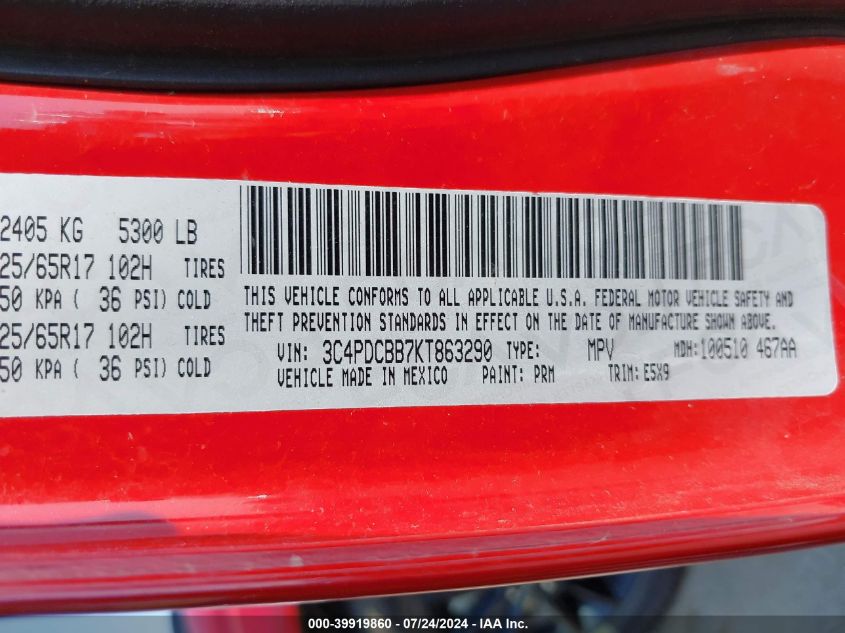 2405 KG 5300 LB
25/65R17 102H TIRES
50 KPA ( 36 PSI) COLD
25/65R17 102H TIRES
50 KPA ( 36 PSI) COLD
THIS VEHICLE CONFORMS TO ALL APPLICABLE U.S.A. FEDERAL MOTOR VEHICLE SAFETY AND
THEFT PREVENTION STANDARDS IN EFFECT ON THE DATE OF MANUFACTURE SHOWN ABOVE.
VIN: 3C4PDCBB7KT863290 TYPE: MPV MDH:100510 467AA
VEHICLE MADE IN MEXICO PAINT: PRM TRIM: E5X9
000-39919860 - 07/24/2024 - IAA Inc.